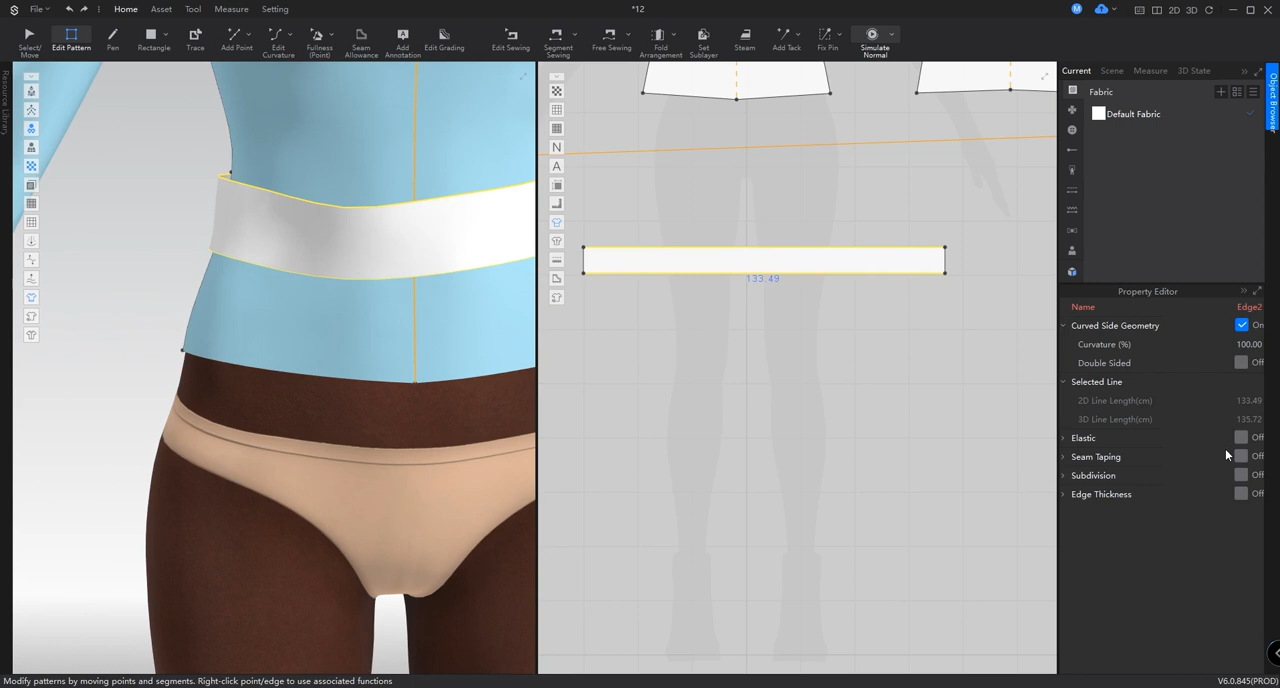 File
Home
Asset
Tool
Measure
Setting
*12
M
2D
3D
Select/
Move
Edit Pattern
Pen
Rectangle
Trace
Add Point
Edit
Curvature
Fullness
(Point)
Seam
Allowance
Add
Annotation
Edit Grading
Edit Sewing
Segment
Sewing
Free Sewing
Fold
Arrangement
Set
Sublayer
Steam
Add Tack
Fix Pin
Simulate
Normal
Resource Library
N
A
133.49
Current
Scene
Measure
3D State
Object Browser
Fabric
Default Fabric
Property Editor
Name Edge2
Curved Side Geometry On
Curvature (%) 100.00
Double Sided Off
Selected Line
2D Line Length(cm) 133.49
3D Line Length(cm) 135.72
Elastic Off
Seam Taping Off
Subdivision Off
Edge Thickness Off
Modify patterns by moving points and segments. Right-click point/edge to use associated functions
V6.0.845(PROD)